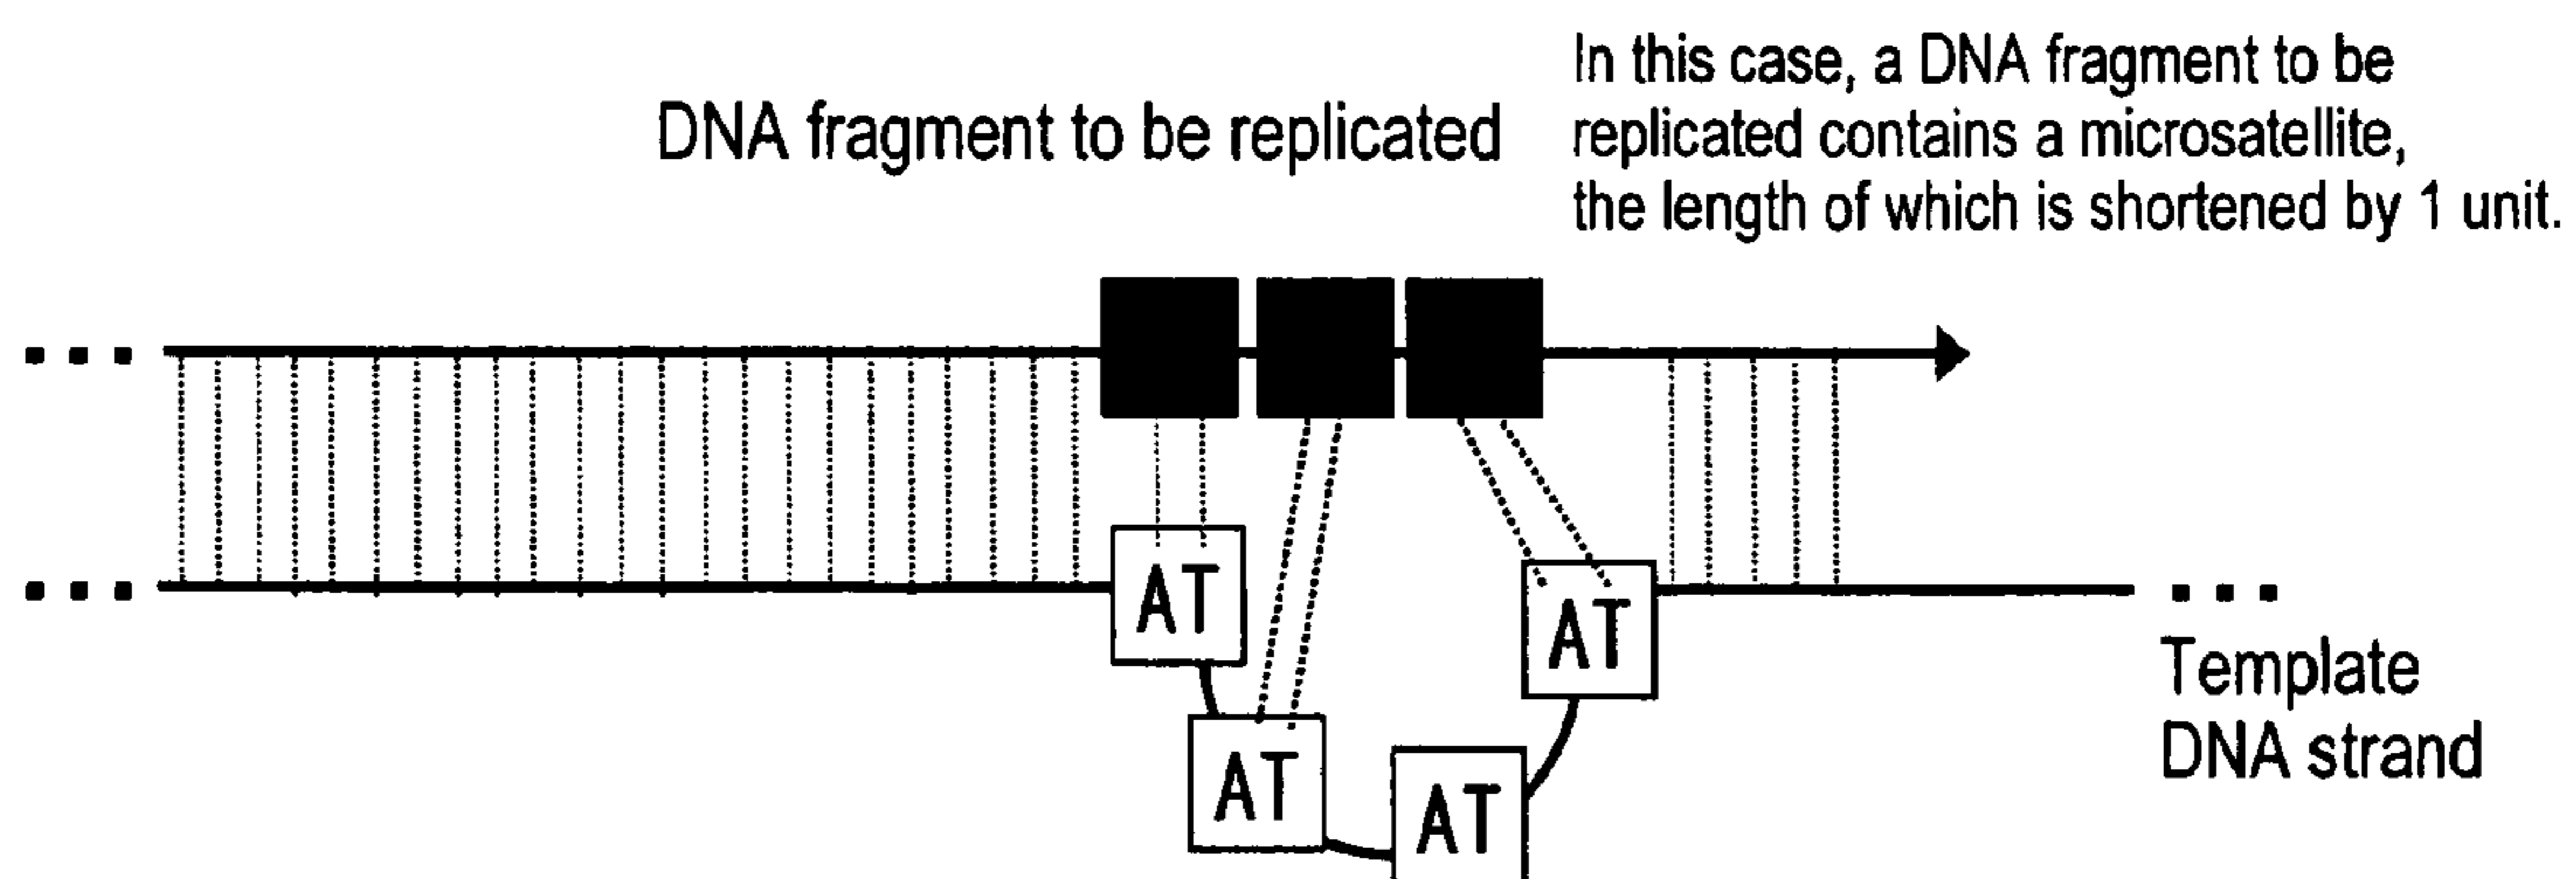 In this case, a DNA fragment to be
replicated contains a microsatellite,
the length of which is shortened by 1 unit.
DNA fragment to be replicated
AT
AT
AT
AT
Template
DNA strand